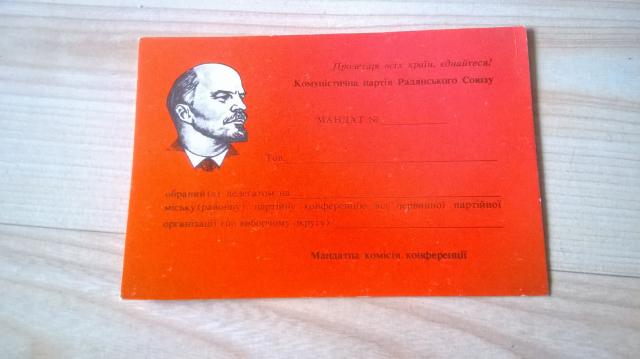 Пролетарі всіх країн, єднайтеся!
Комуністична партія Радянського Союзу
МАНДАТ №
Тов.
обраний(а) делегатом на
міську(районну) партійну конференцію від первинної партійної
організації (по виборчому округу)
Мандатна комісія конференції